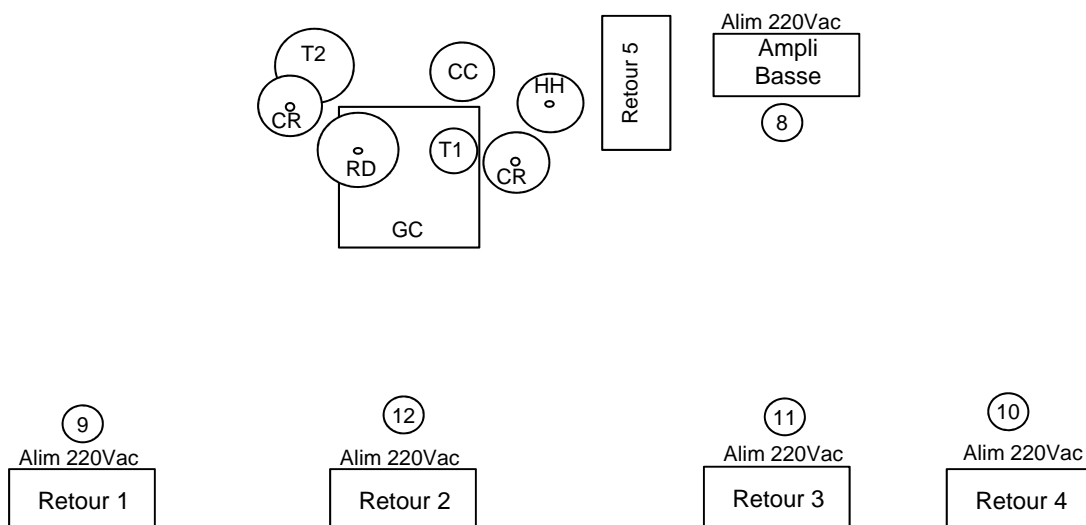 Alim 220Vac
Ampli
Basse
T2
CC
HH
Retour 5
CR
8
T1
RD
CR
GC
9
12
11
10
Alim 220Vac
Alim 220Vac
Alim 220Vac
Alim 220Vac
Retour 1
Retour 2
Retour 3
Retour 4